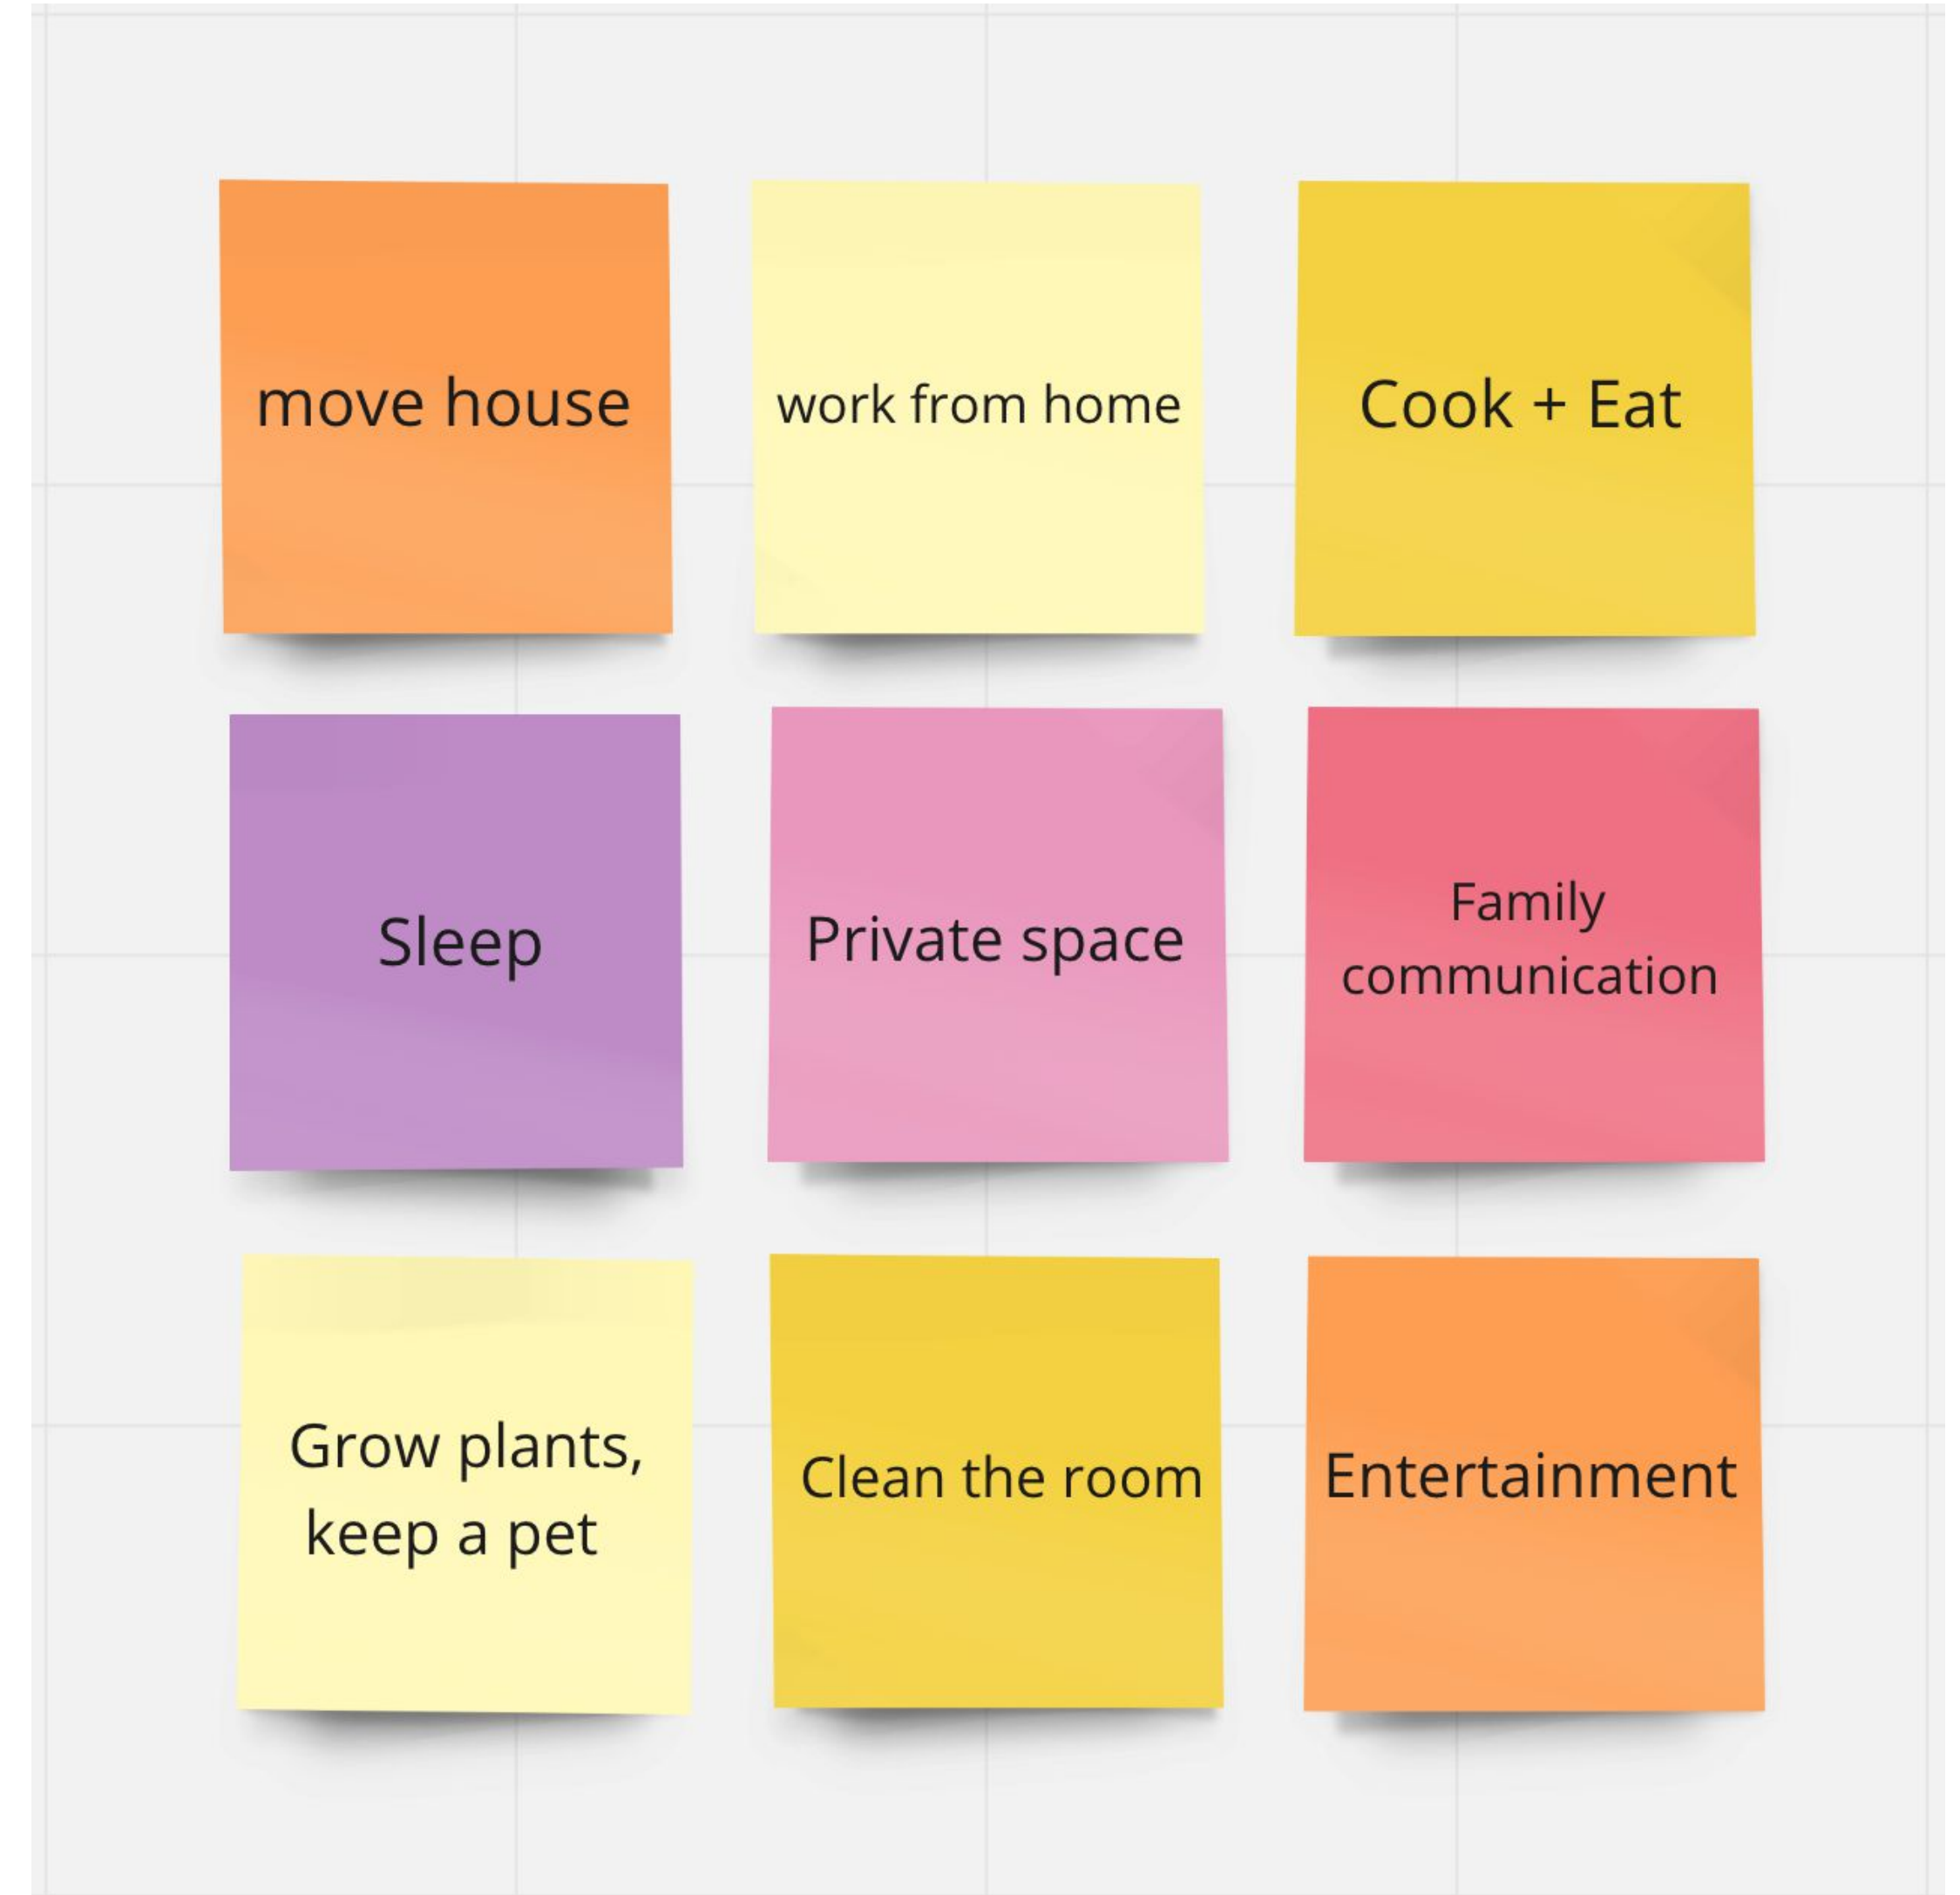 move house
work from home
Cook + Eat
Sleep
Private space
Family
communication
Grow plants,
keep a pet
Clean the room
Entertainment